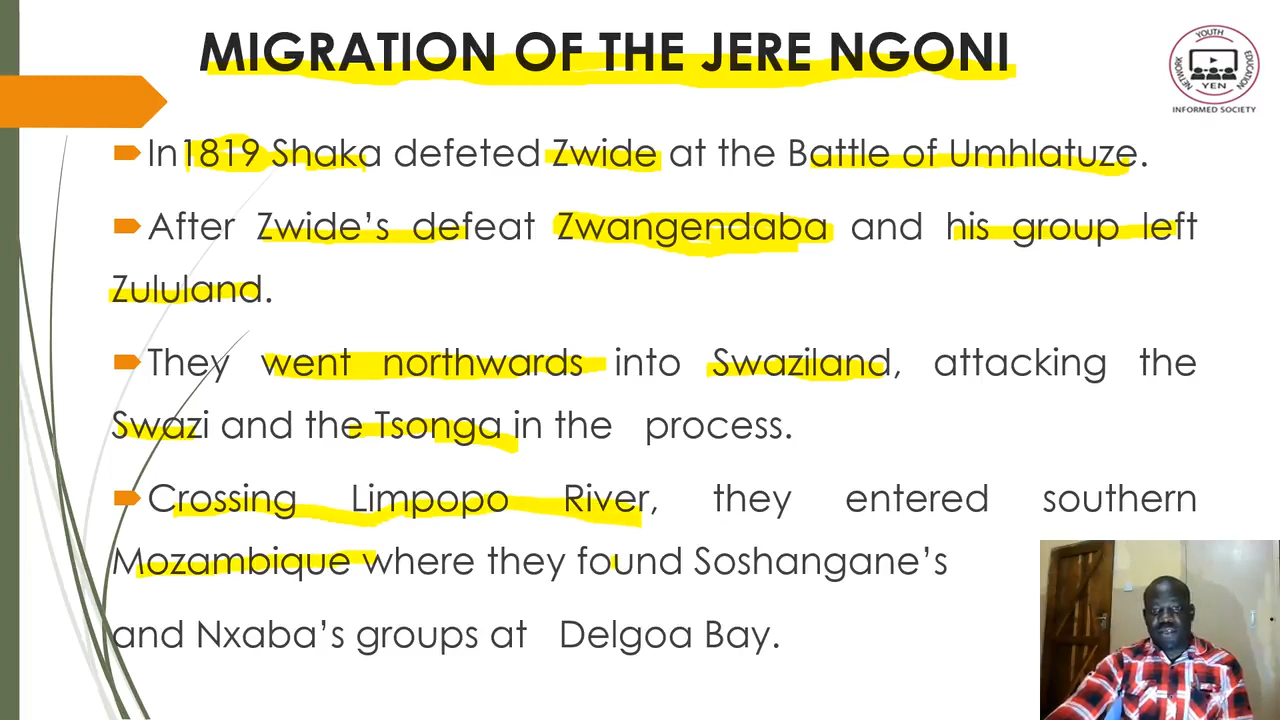 MIGRATION OF THE JERE NGONI
YOUTH
EDUCATION
NETWORK
YEN
INFORMED SOCIETY
In1819 Shaka defeted Zwide at the Battle of Umhlatuze.
After Zwide’s defeat Zwangendaba and his group left
Zululand.
They went northwards into Swaziland, attacking the
Swazi and the Tsonga in the process.
Crossing Limpopo River, they entered southern
Mozambique where they found Soshangane’s
and Nxaba’s groups at Delgoa Bay.